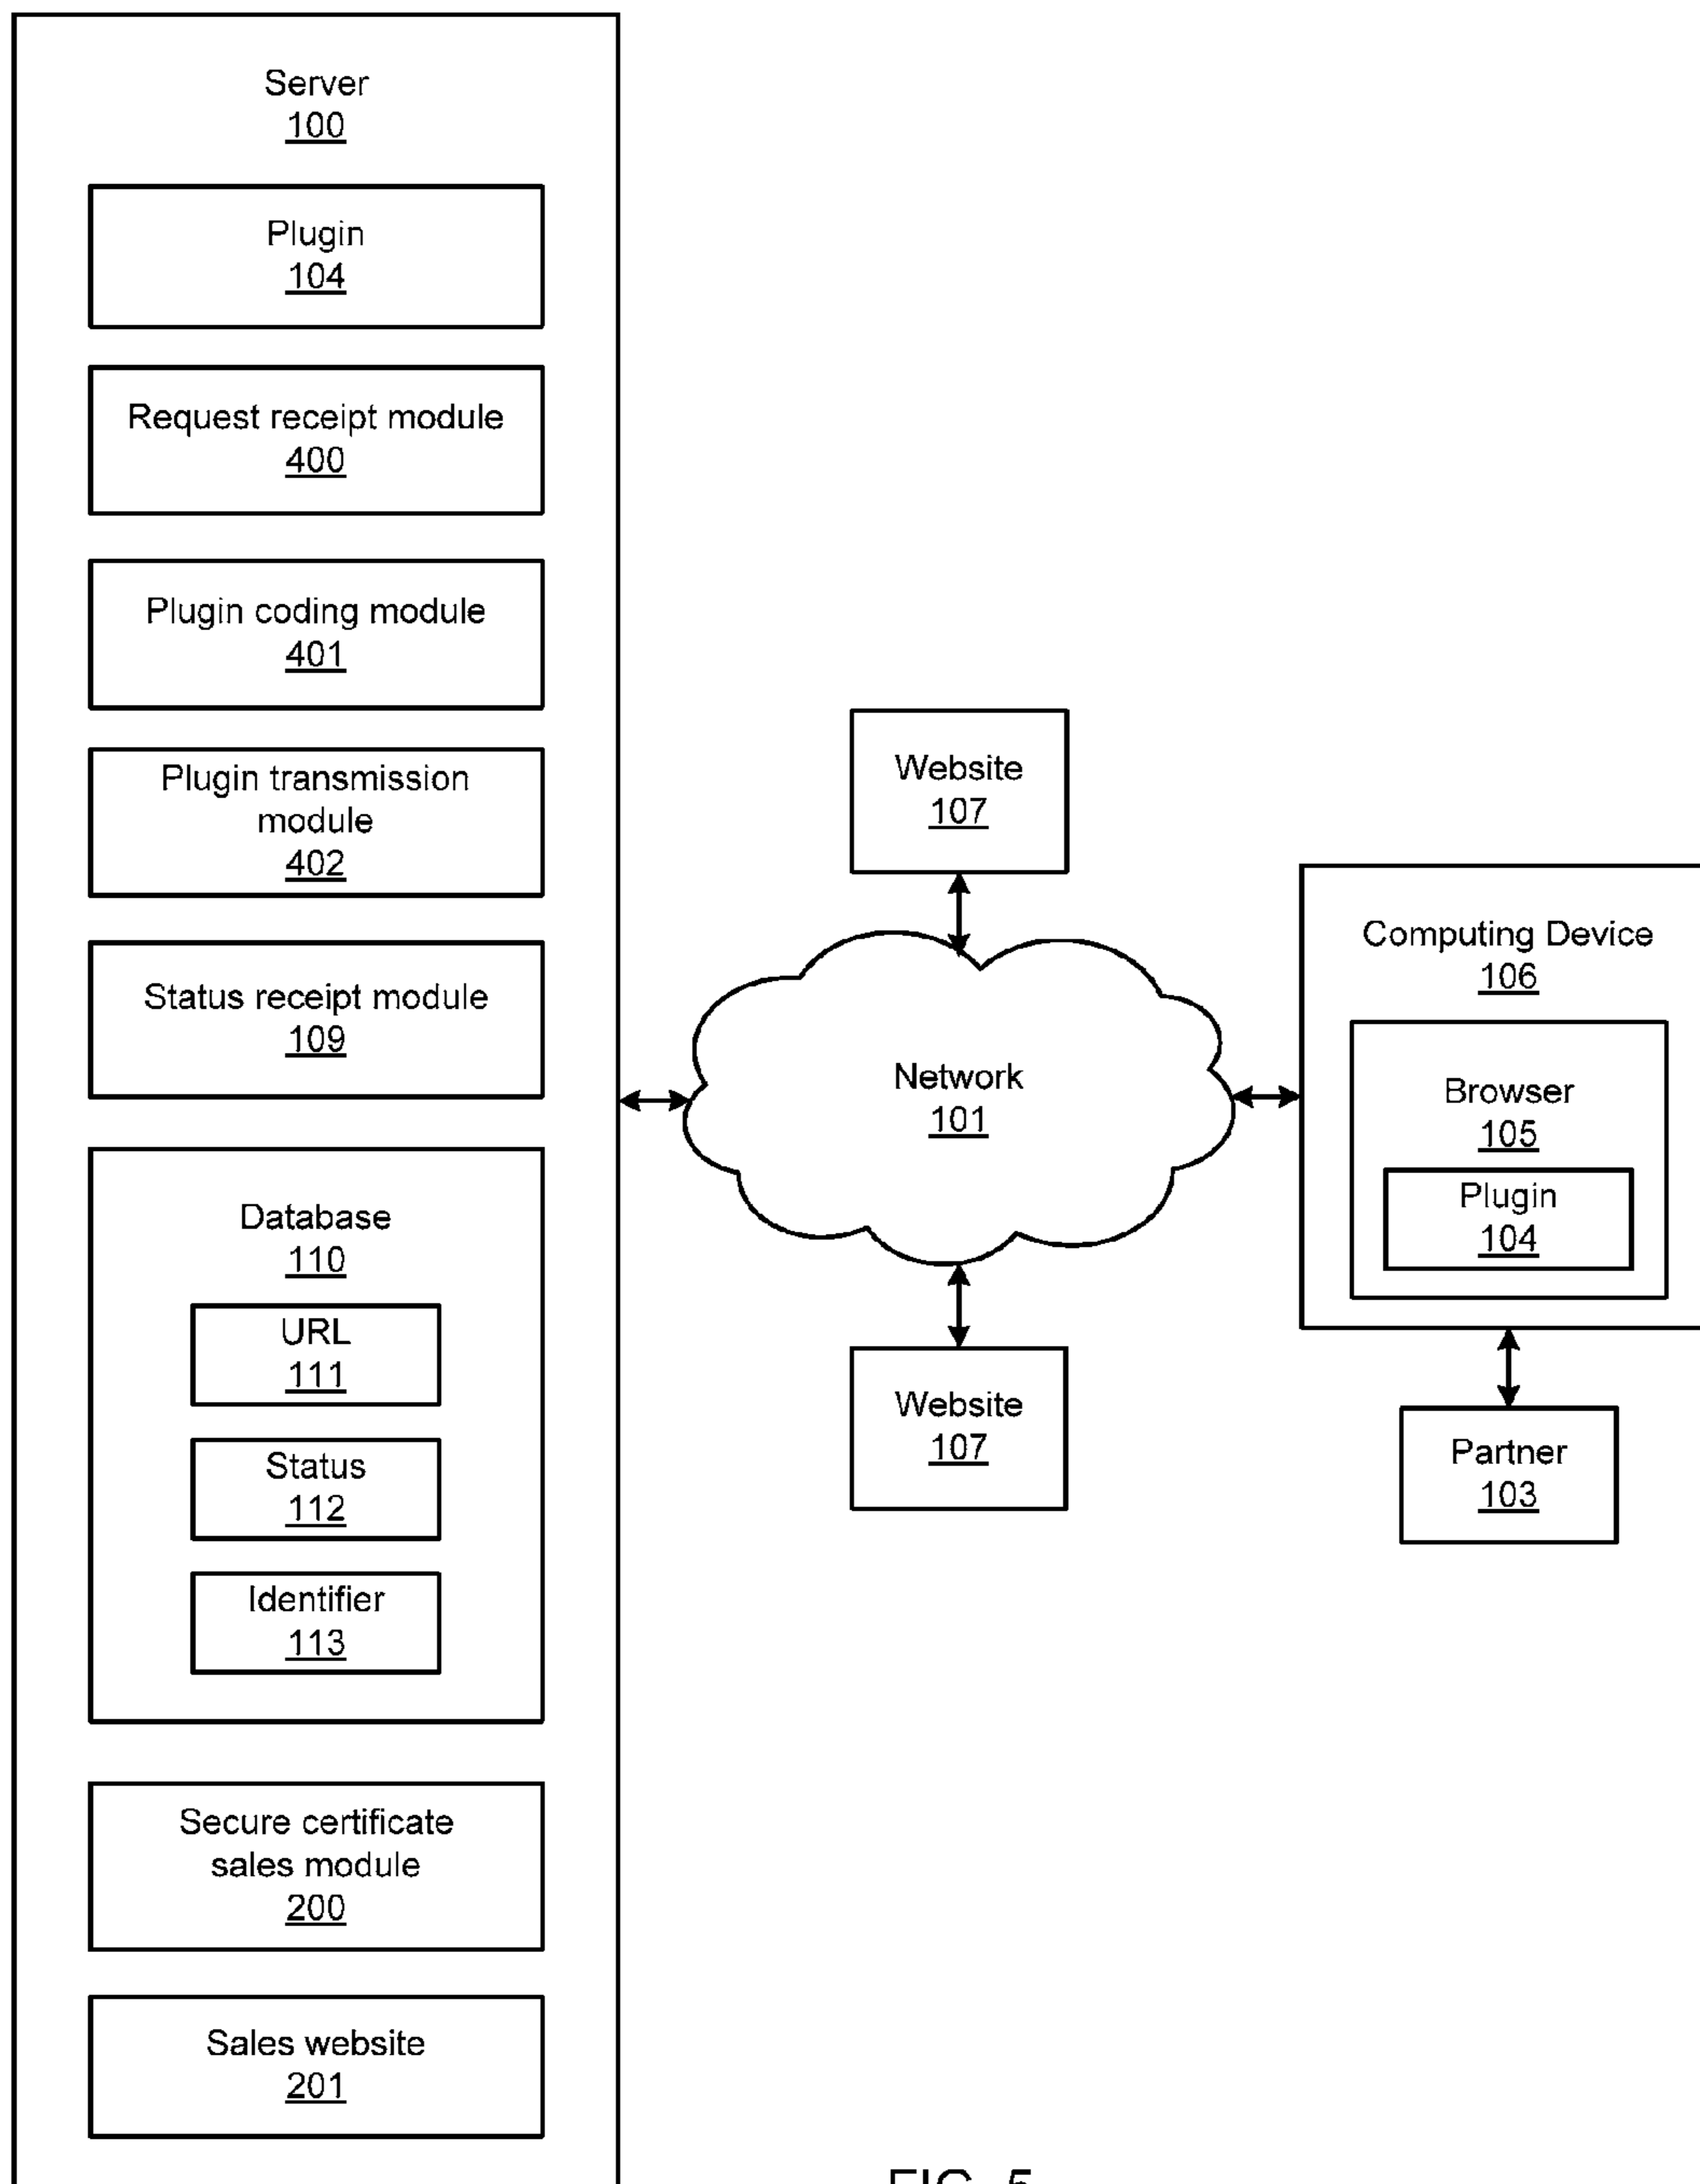 Server
100
Plugin
104
Request receipt module
400
Plugin coding module
401
Plugin transmission
module
402
Status receipt module
109
Database
110
URL
111
Status
112
Identifier
113
Secure certificate
sales module
200
Sales website
201
Website
107
Network
101
Website
107
Computing Device
106
Browser
105
Plugin
104
Partner
103
FIG. 5